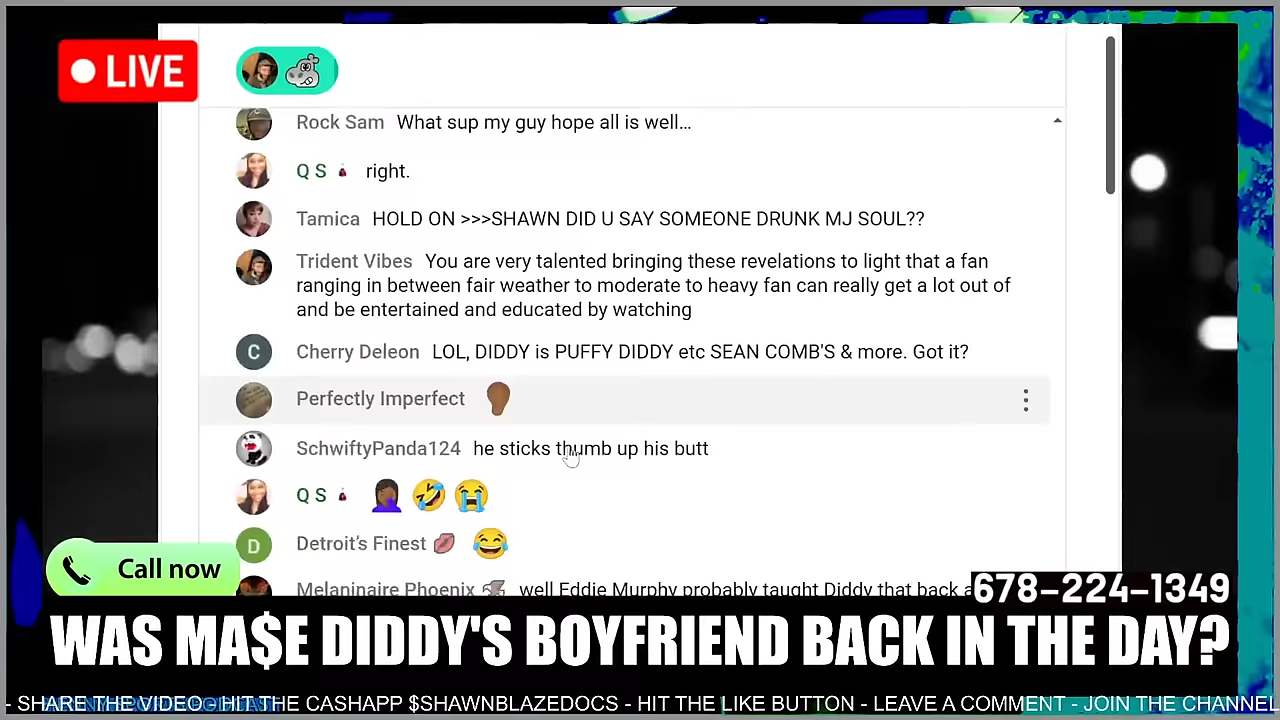 LIVE
Rock Sam What sup my guy hope all is well...
Q S right.
Tamica HOLD ON >>>SHAWN DID U SAY SOMEONE DRUNK MJ SOUL??
Trident Vibes You are very talented bringing these revelations to light that a fan
ranging in between fair weather to moderate to heavy fan can really get a lot out of
and be entertained and educated by watching
C Cherry Deleon LOL, DIDDY is PUFFY DIDDY etc SEAN COMB'S & more. Got it?
Perfectly Imperfect
SchwiftyPanda124 he sticks thumb up his butt
Q S
D Detroit's Finest
Melaninaire Phoenix well Eddie Murphy probably taught Diddy that back
Call now
678-224-1349
WAS MA$E DIDDY'S BOYFRIEND BACK IN THE DAY?
- SHARE THE VIDEO - HIT THE CASHAPP $SHAWNBLAZEDOCS - HIT THE LIKE BUTTON - LEAVE A COMMENT - JOIN THE CHANNEL